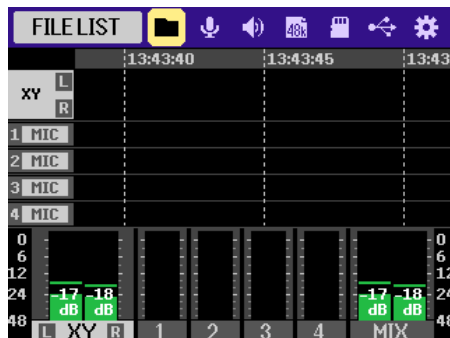 FILE LIST 48k
13:43:40 13:43:45 13:43
XY L
R
1 MIC
2 MIC
3 MIC
4 MIC
0 0
6 6
12 12
24 -17 -18 -17 -18 24
dB dB dB dB
48 48
L XY R 1 2 3 4 MIX